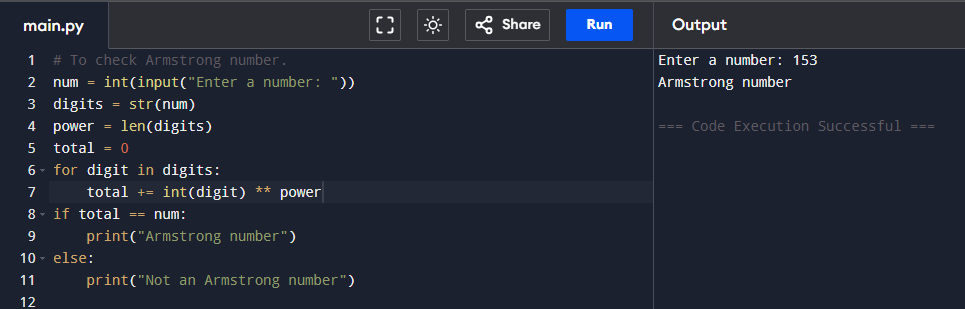 main.py
Share
Run
Output
1 # To check Armstrong number.
2 num = int(input("Enter a number: "))
3 digits = str(num)
4 power = len(digits)
5 total = 0
6 for digit in digits:
7     total += int(digit) ** power
8 if total == num:
9     print("Armstrong number")
10 else:
11     print("Not an Armstrong number")
12
Enter a number: 153
Armstrong number
=== Code Execution Successful ===